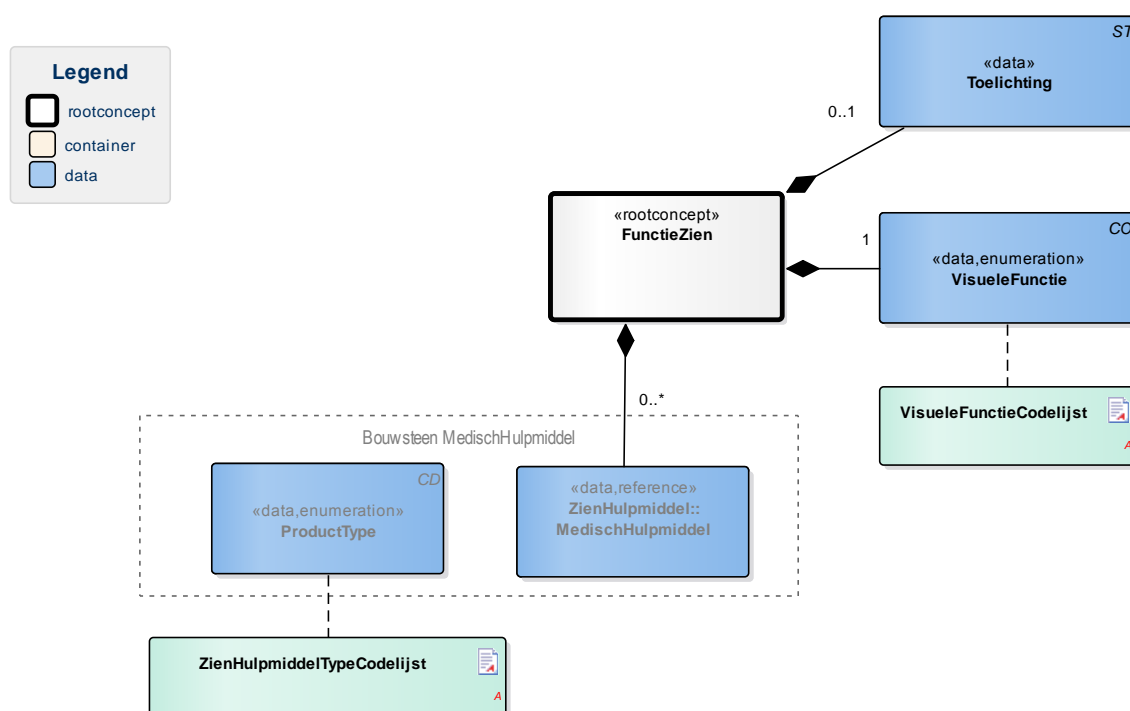 Legend
rootconcept
container
data
ST
«data»
Toelichting
0..1
«rootconcept»
FunctieZien
1
CO
«data,enumeration»
VisueleFunctie
0..*
VisueleFunctieCodelijst
A
Bouwsteen MedischHulpmiddel
CD
«data,enumeration»
ProductType
«data,reference»
ZienHulpmiddel::
MedischHulpmiddel
ZienHulpmiddelTypeCodelijst
A